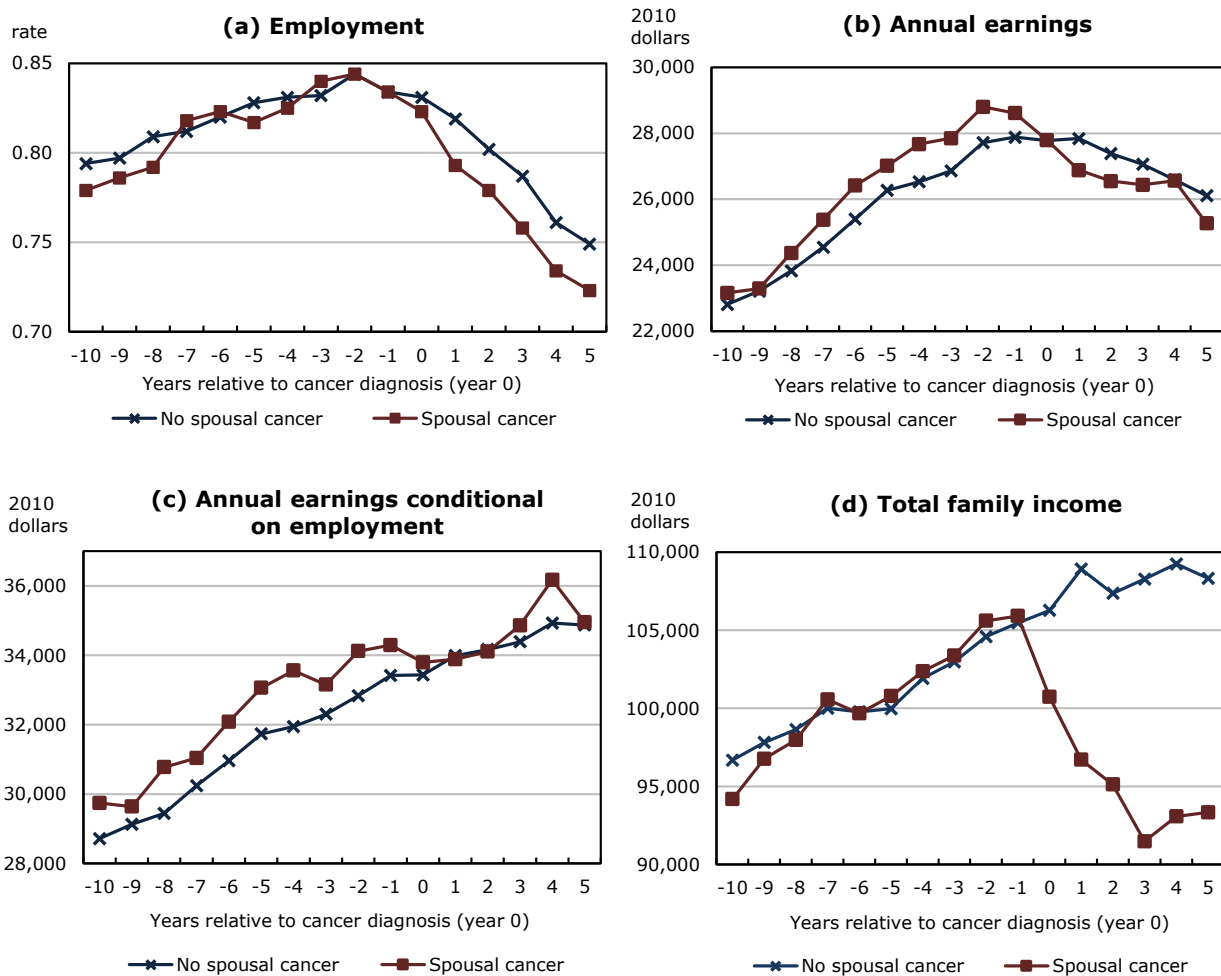 (a) Employment
rate
0.85
0.80
0.75
0.70
-10 -9 -8 -7 -6 -5 -4 -3 -2 -1 0 1 2 3 4 5
Years relative to cancer diagnosis (year 0)
No spousal cancer Spousal cancer
(b) Annual earnings
2010
dollars
30,000
28,000
26,000
24,000
22,000
-10 -9 -8 -7 -6 -5 -4 -3 -2 -1 0 1 2 3 4 5
Years relative to cancer diagnosis (year 0)
No spousal cancer Spousal cancer
(c) Annual earnings conditional
on employment
2010
dollars
36,000
34,000
32,000
30,000
28,000
-10 -9 -8 -7 -6 -5 -4 -3 -2 -1 0 1 2 3 4 5
Years relative to cancer diagnosis (year 0)
No spousal cancer Spousal cancer
(d) Total family income
2010
dollars
110,000
105,000
100,000
95,000
90,000
-10 -9 -8 -7 -6 -5 -4 -3 -2 -1 0 1 2 3 4 5
Years relative to cancer diagnosis (year 0)
No spousal cancer Spousal cancer